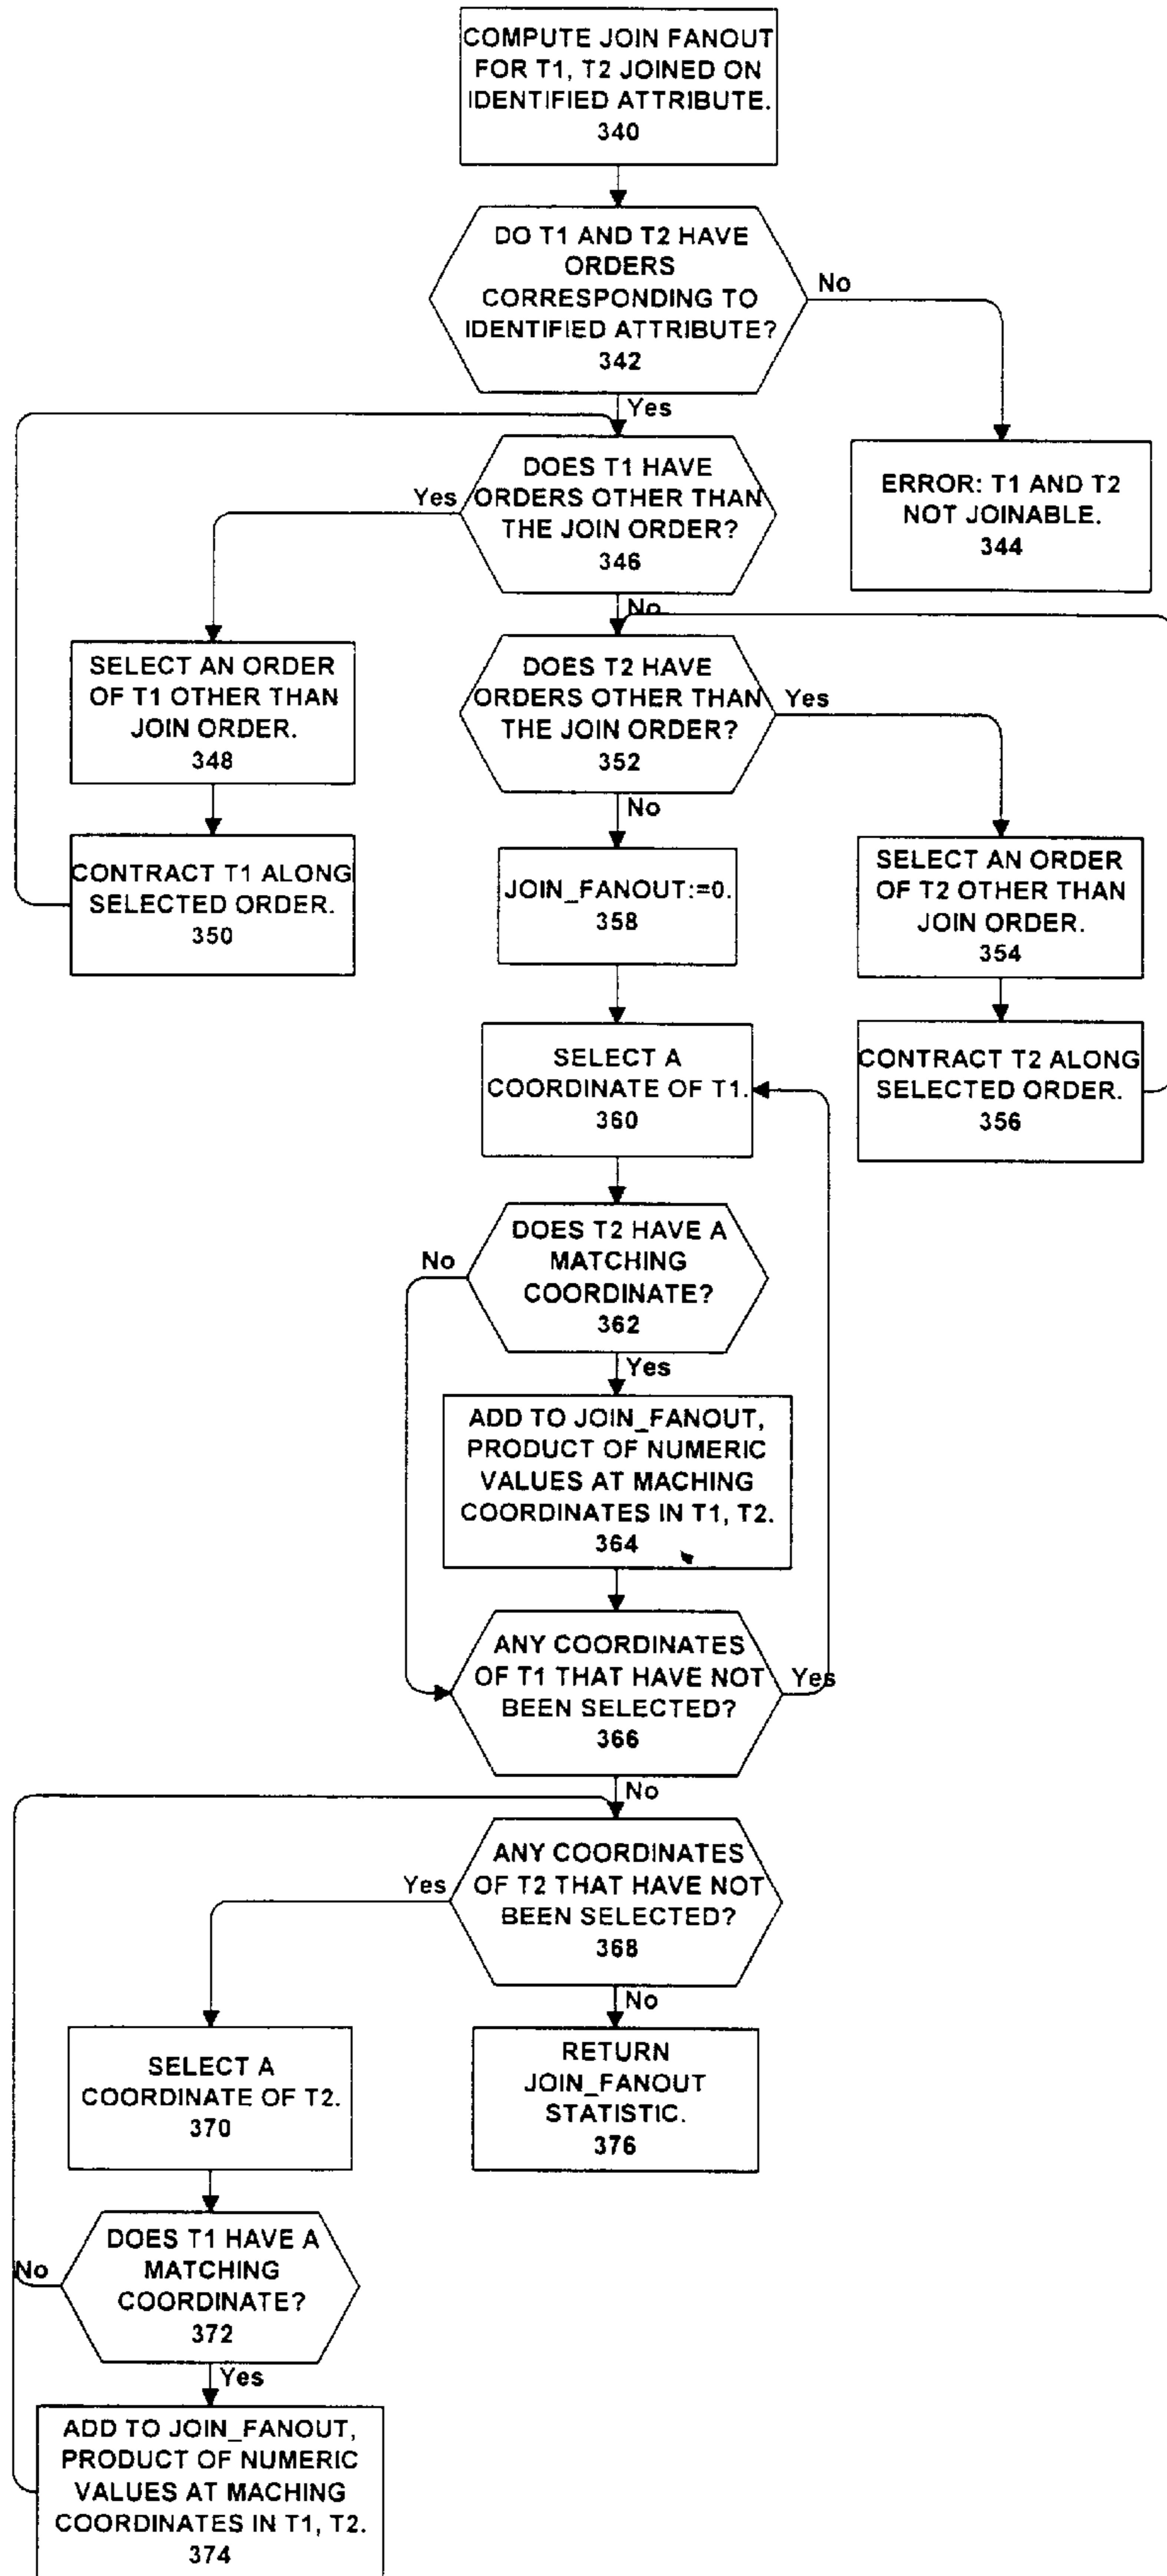 COMPUTE JOIN FANOUT
FOR T1, T2 JOINED ON
IDENTIFIED ATTRIBUTE.
340
DO T1 AND T2 HAVE
ORDERS
CORRESPONDING TO
IDENTIFIED ATTRIBUTE?
342
No
Yes
ERROR: T1 AND T2
NOT JOINABLE.
344
DOES T1 HAVE
ORDERS OTHER THAN
THE JOIN ORDER?
346
Yes
No
SELECT AN ORDER
OF T1 OTHER THAN
JOIN ORDER.
348
CONTRACT T1 ALONG
SELECTED ORDER.
350
DOES T2 HAVE
ORDERS OTHER THAN
THE JOIN ORDER?
352
Yes
No
SELECT AN ORDER
OF T2 OTHER THAN
JOIN ORDER.
354
CONTRACT T2 ALONG
SELECTED ORDER.
356
JOIN_FANOUT:=0.
358
SELECT A
COORDINATE OF T1.
360
DOES T2 HAVE A
MATCHING
COORDINATE?
362
No
Yes
ADD TO JOIN_FANOUT,
PRODUCT OF NUMERIC
VALUES AT MACHING
COORDINATES IN T1, T2.
364
ANY COORDINATES
OF T1 THAT HAVE NOT
BEEN SELECTED?
366
Yes
No
ANY COORDINATES
OF T2 THAT HAVE NOT
BEEN SELECTED?
368
Yes
No
RETURN
JOIN_FANOUT
STATISTIC.
376
SELECT A
COORDINATE OF T2.
370
DOES T1 HAVE A
MATCHING
COORDINATE?
372
No
Yes
ADD TO JOIN_FANOUT,
PRODUCT OF NUMERIC
VALUES AT MACHING
COORDINATES IN T1, T2.
374